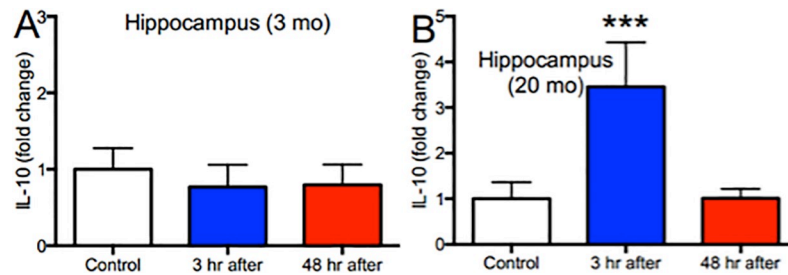 A
Hippocampus (3 mo)
IL-10 (fold change)
3
2
1
0
Control
3 hr after
48 hr after
B
***
Hippocampus
(20 mo)
IL-10 (fold change)
5
4
3
2
1
0
Control
3 hr after
48 hr after